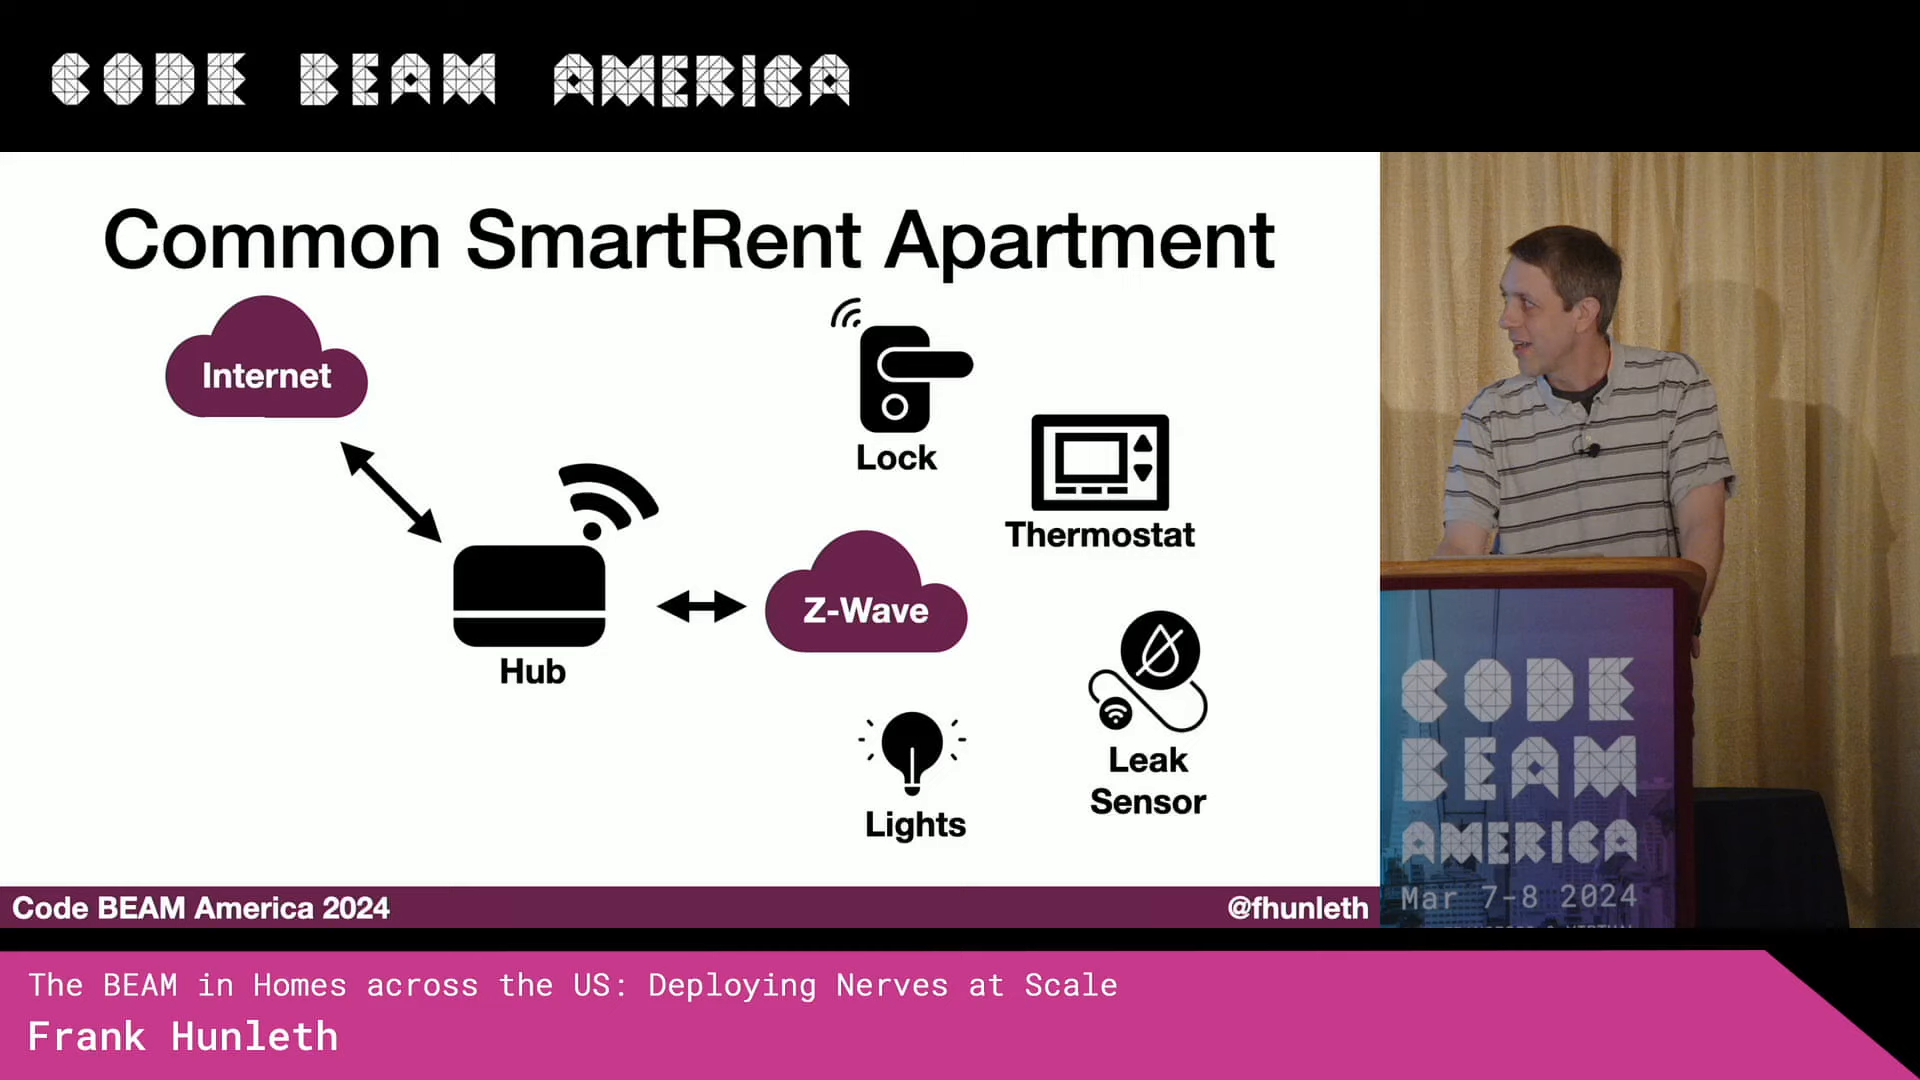 CODE BEAM AMERICA
Common SmartRent Apartment
Internet
Lock
Thermostat
Hub
Z-Wave
Leak
Sensor
Lights
Code BEAM America 2024
@fhunleth
CODE
BEAM
AMERICA
Mar 7-8 2024
The BEAM in Homes across the US: Deploying Nerves at Scale
Frank Hunleth